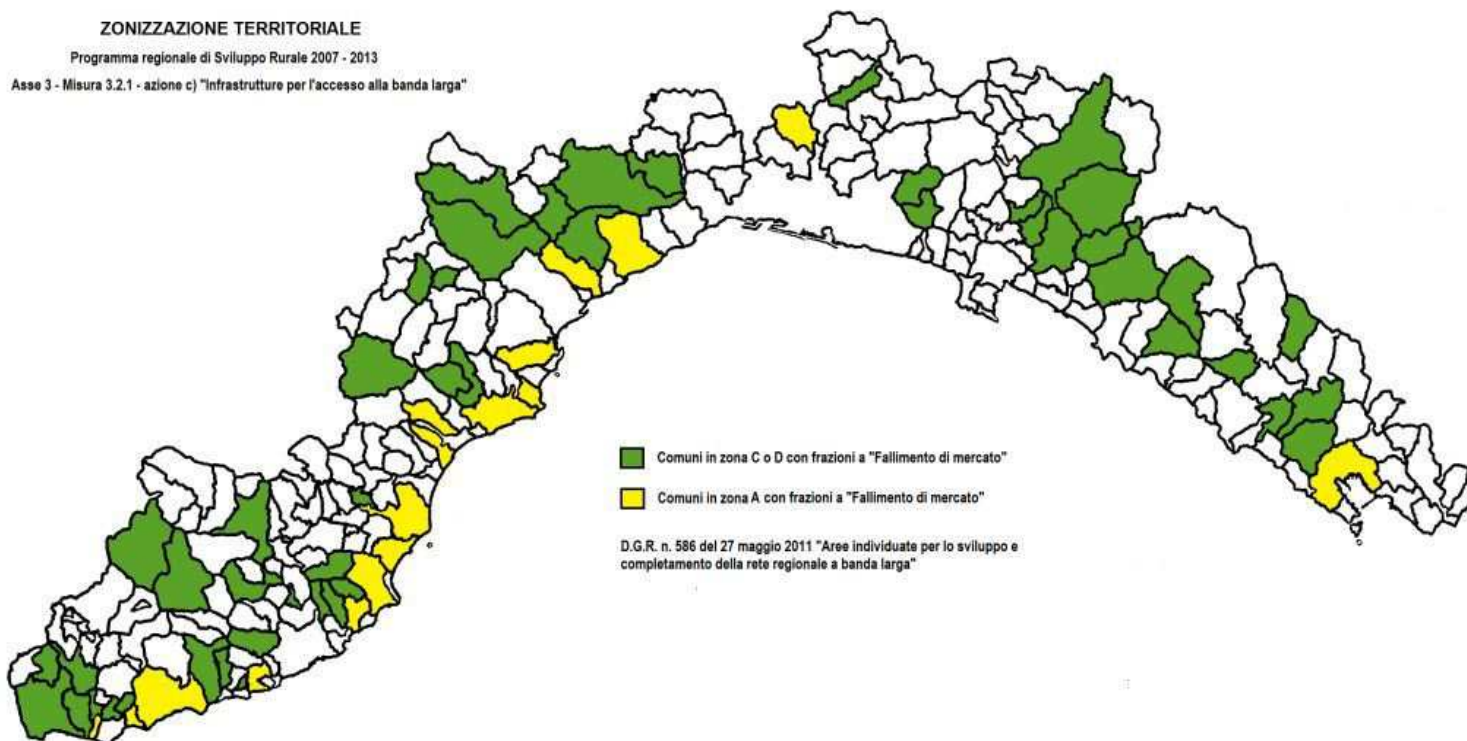 ZONIZZAZIONE TERRITORIALE
Programma regionale di Sviluppo Rurale 2007 - 2013
Asse 3 - Misura 3.2.1 - azione c) "Infrastrutture per l'accesso alla banda larga"
Comuni in zona C o D con frazioni a "Fallimento di mercato"
Comuni in zona A con frazioni a "Fallimento di mercato"
D.G.R. n. 586 del 27 maggio 2011 "Aree individuate per lo sviluppo e
completamento della rete regionale a banda larga"